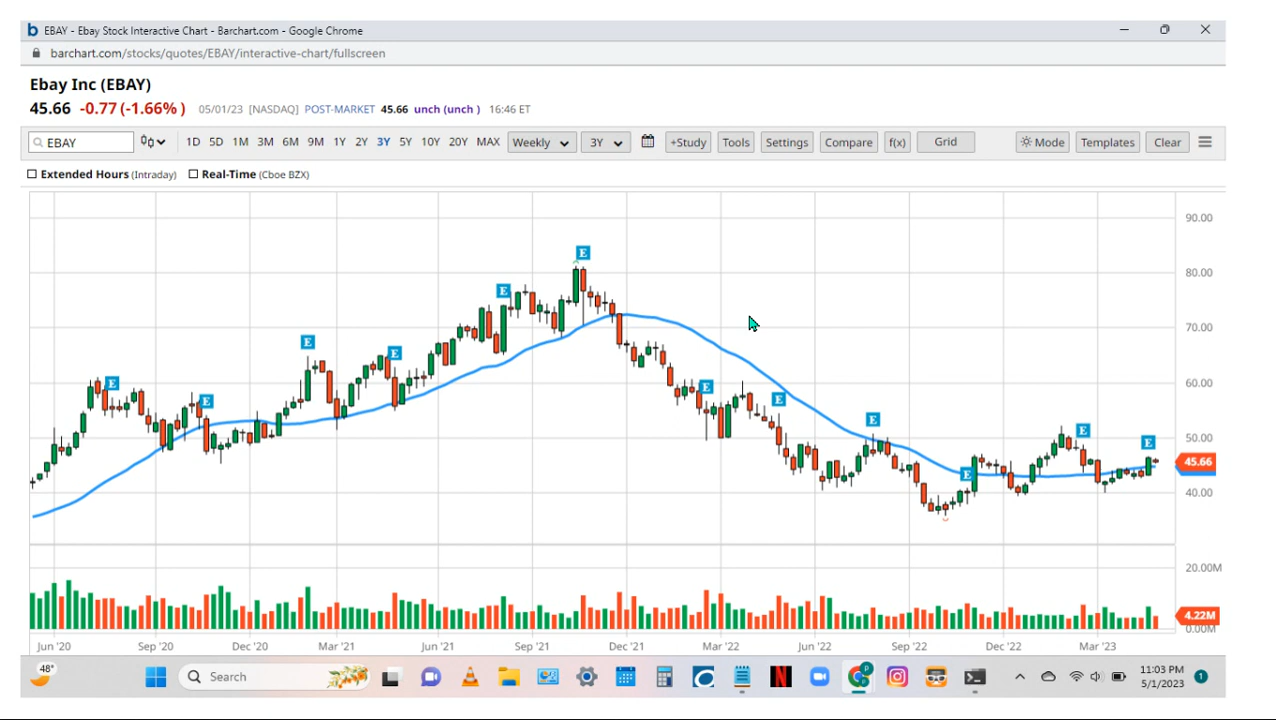 b EBAY - Ebay Stock Interactive Chart - Barchart.com - Google Chrome
barchart.com/stocks/quotes/EBAY/interactive-chart/fullscreen
Ebay Inc (EBAY)
45.66 -0.77 (-1.66% ) 05/01/23 [NASDAQ] POST-MARKET 45.66 unch (unch ) 16:46 ET
EBAY 1D 5D 1M 3M 6M 9M 1Y 2Y 3Y 5Y 10Y 20Y MAX Weekly 3Y +Study Tools Settings Compare f(x) Grid Mode Templates Clear
Extended Hours (Intraday) Real-Time (Cboe BZX)
90.00
E
80.00
E
70.00
E
E
E E
60.00
E
E
E
E
E
50.00
45.66
E
40.00
20.00M
4.22M
0.00M
Jun '20 Sep '20 Dec '20 Mar '21 Jun '21 Sep '21 Dec '21 Mar '22 Jun '22 Sep '22 Dec '22 Mar '23
48°
Search
11:03 PM
5/1/2023
1